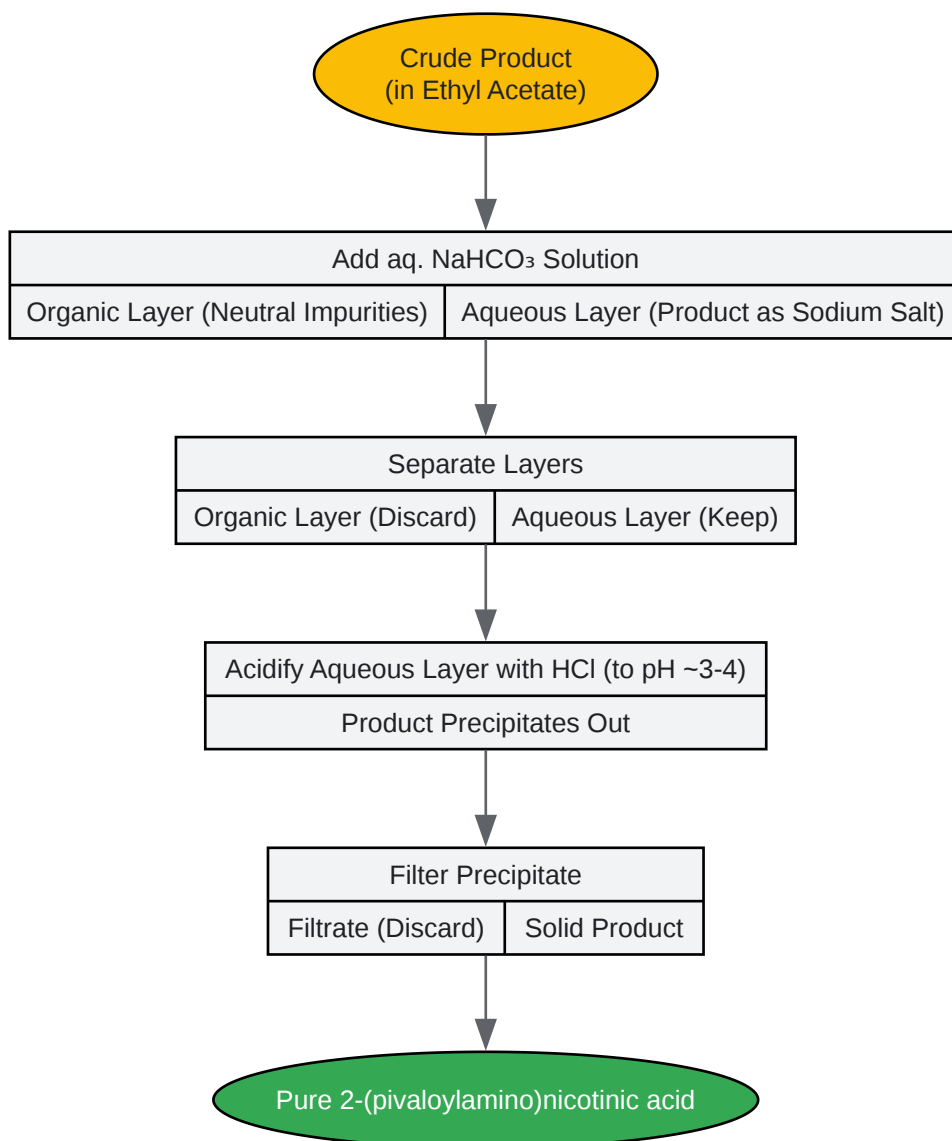 Crude Product
(in Ethyl Acetate)
Add aq. NaHCO₃ Solution
Organic Layer (Neutral Impurities)
Aqueous Layer (Product as Sodium Salt)
Separate Layers
Organic Layer (Discard)
Aqueous Layer (Keep)
Acidify Aqueous Layer with HCl (to pH ~3-4)
Product Precipitates Out
Filter Precipitate
Filtrate (Discard)
Solid Product
Pure 2-(pivaloylamino)nicotinic acid